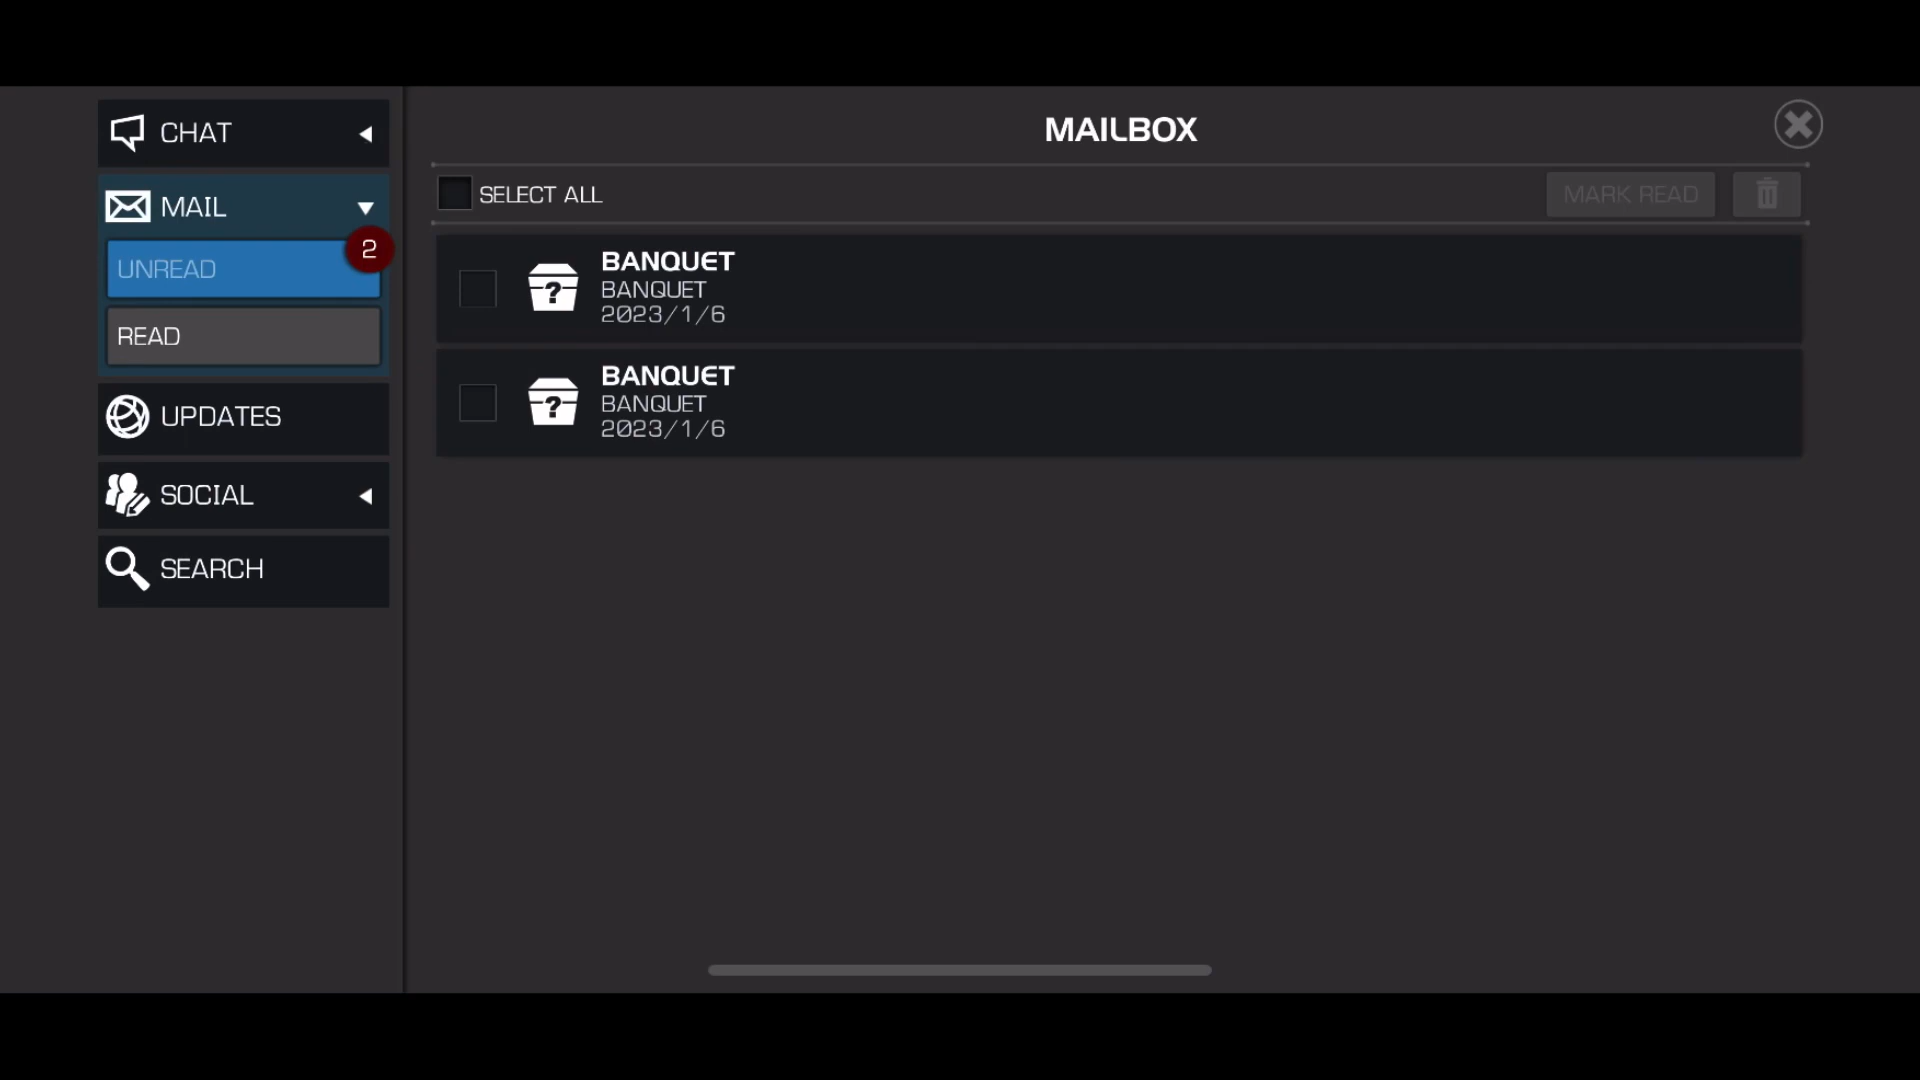 CHAT
MAIL
2
UNREAD
READ
UPDATES
SOCIAL
SEARCH
MAILBOX
SELECT ALL
MARK READ
BANQUET
BANQUET
2023/1/6
BANQUET
BANQUET
2023/1/6